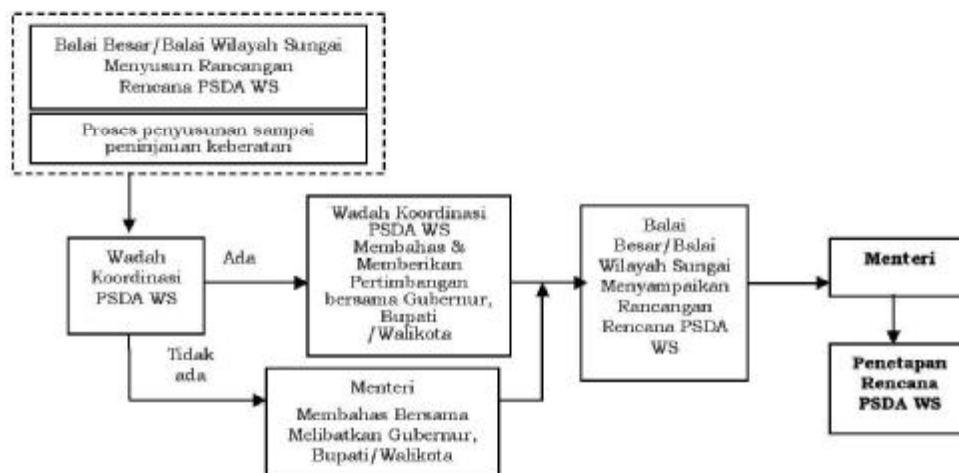 Balai Besar/Balai Wilayah Sungai
Menyusun Rancangan
Rencana PSDA WS
Proses penyusunan sampai
peninjauan keberatan
Wadah
Koordinasi
PSDA WS
Ada
Tidak
ada
Wadah Koordinasi
PSDA WS
Membahas &
Memberikan
Pertimbangan
bersama Gubernur,
Bupati
/Walikota
Menteri
Membahas Bersama
Melibatkan Gubernur,
Bupati/Walikota
Balai
Besar/Balai
Wilayah Sungai
Menyampaikan
Rancangan
Rencana PSDA
WS
Menteri
Penetapan
Rencana
PSDA WS